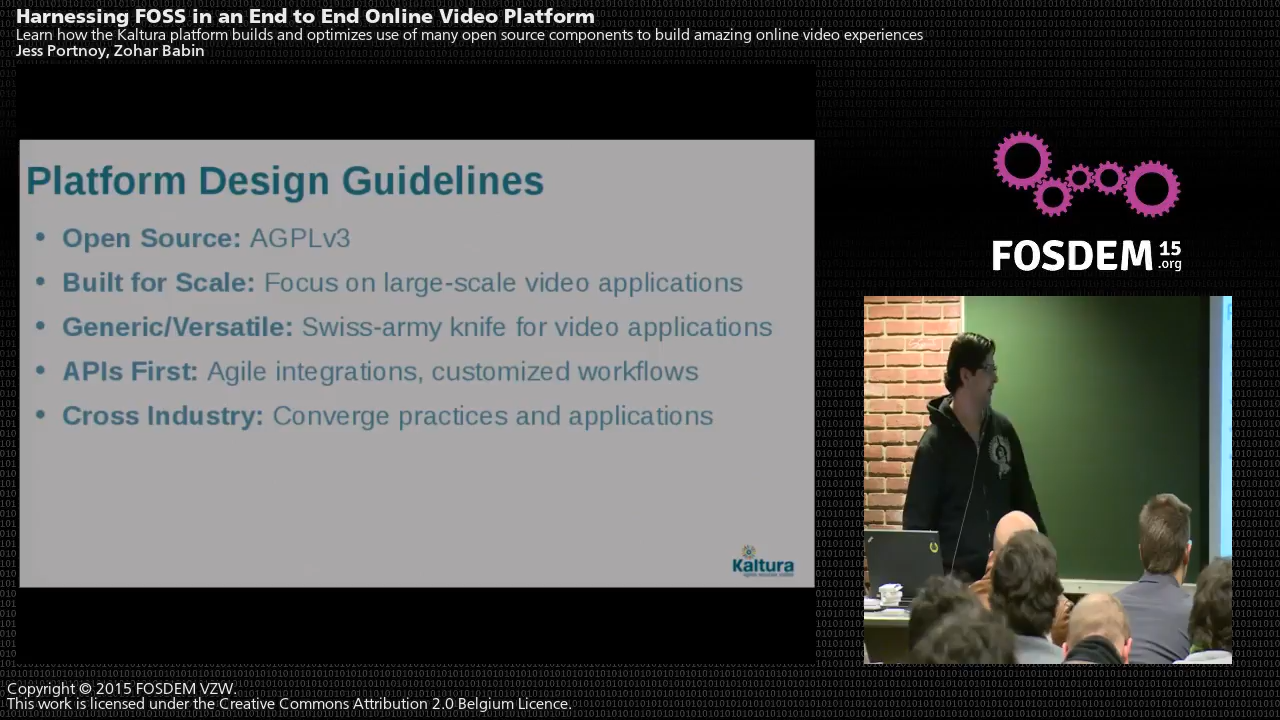 Harnessing FOSS in an End to End Online Video Platform
Learn how the Kaltura platform builds and optimizes use of many open source components to build amazing online video experiences
Jess Portnoy, Zohar Babin
Platform Design Guidelines
• Open Source: AGPLv3
• Built for Scale: Focus on large-scale video applications
• Generic/Versatile: Swiss-army knife for video applications
• APIs First: Agile integrations, customized workflows
• Cross Industry: Converge practices and applications
Kaltura
FOSDEM 15
.org
Copyright © 2015 FOSDEM VZW.
This work is licensed under the Creative Commons Attribution 2.0 Belgium Licence.